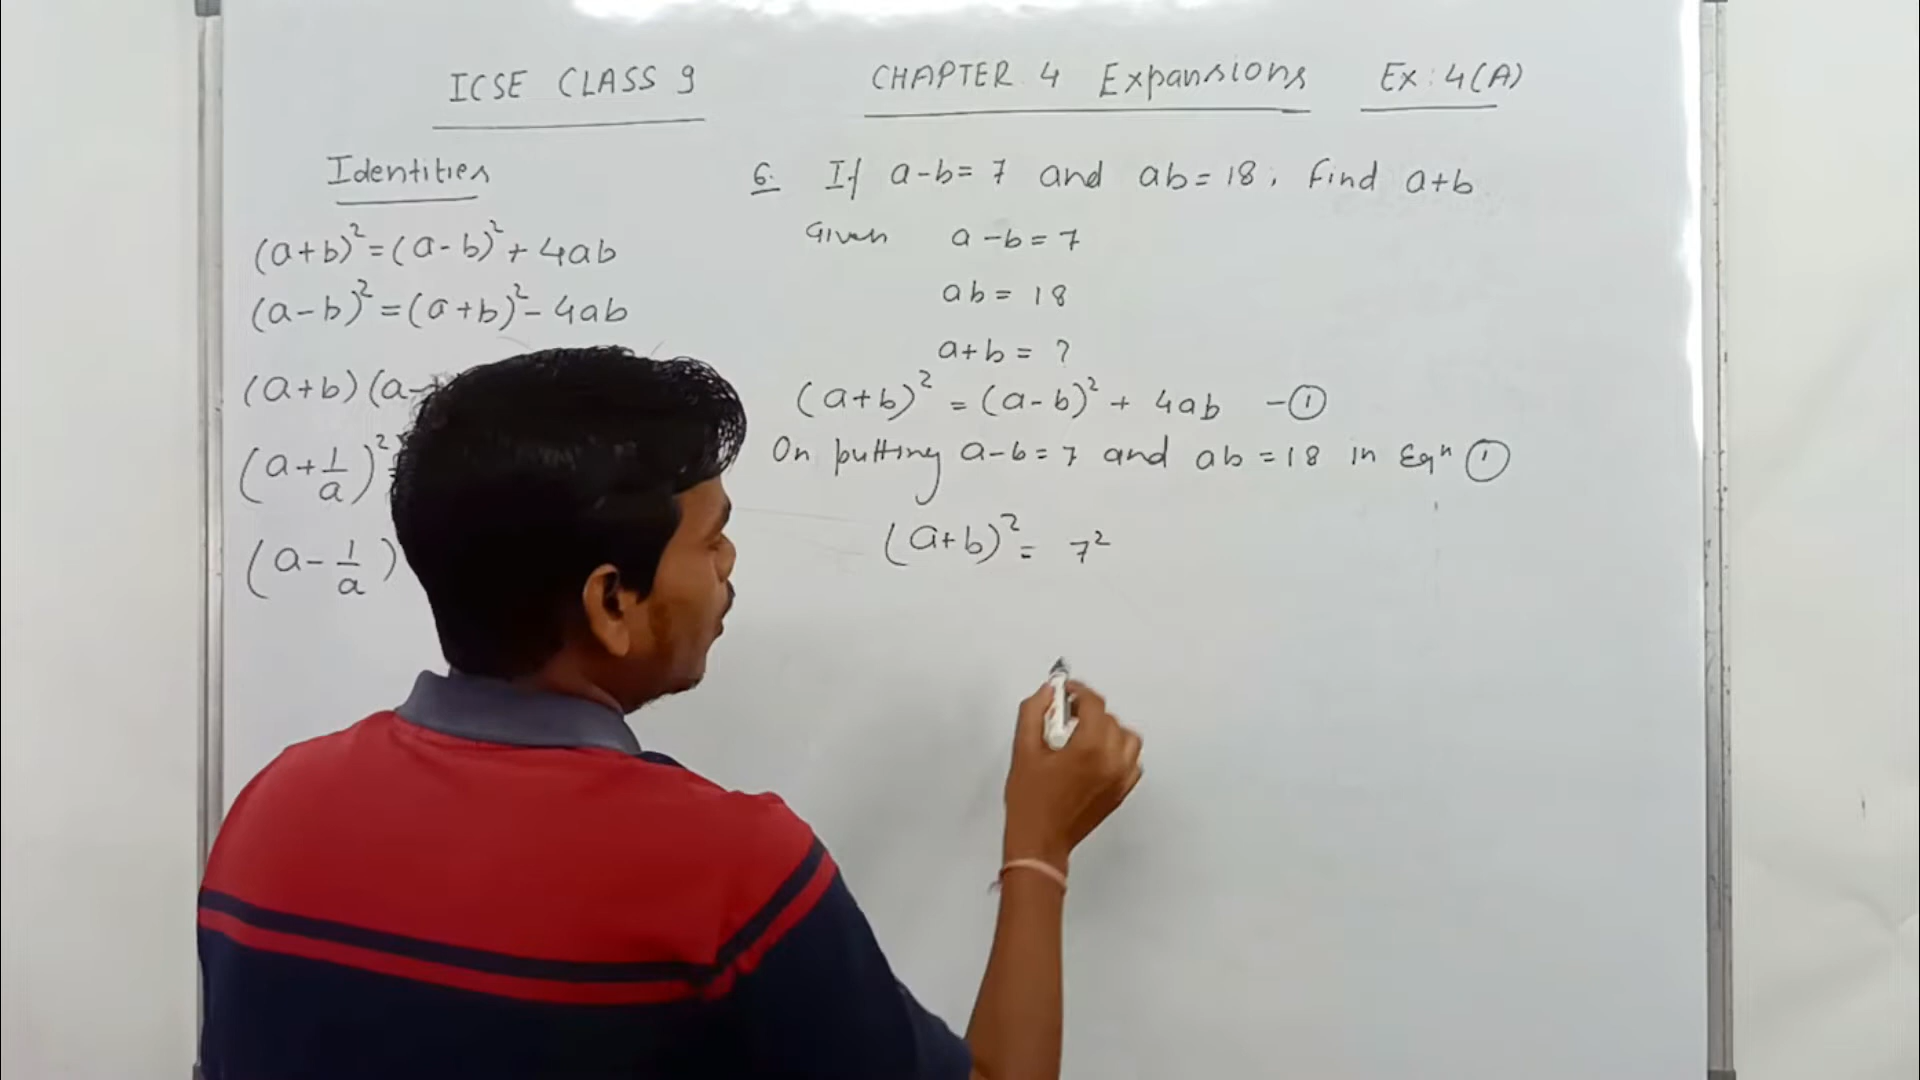 ICSE CLASS 9 CHAPTER 4 Expansions Ex: 4(A)
Identities
(a+b)² = (a-b)² + 4ab
(a-b)² = (a+b)² - 4ab
(a+b)(a-
(a+1/a)²
(a-1/a)
6. If a-b=7 and ab=18, find a+b
Given a-b=7
ab = 18
a+b = ?
(a+b)² = (a-b)² + 4ab -①
On putting a-b=7 and ab=18 in Eqⁿ ①
(a+b)² = 7²